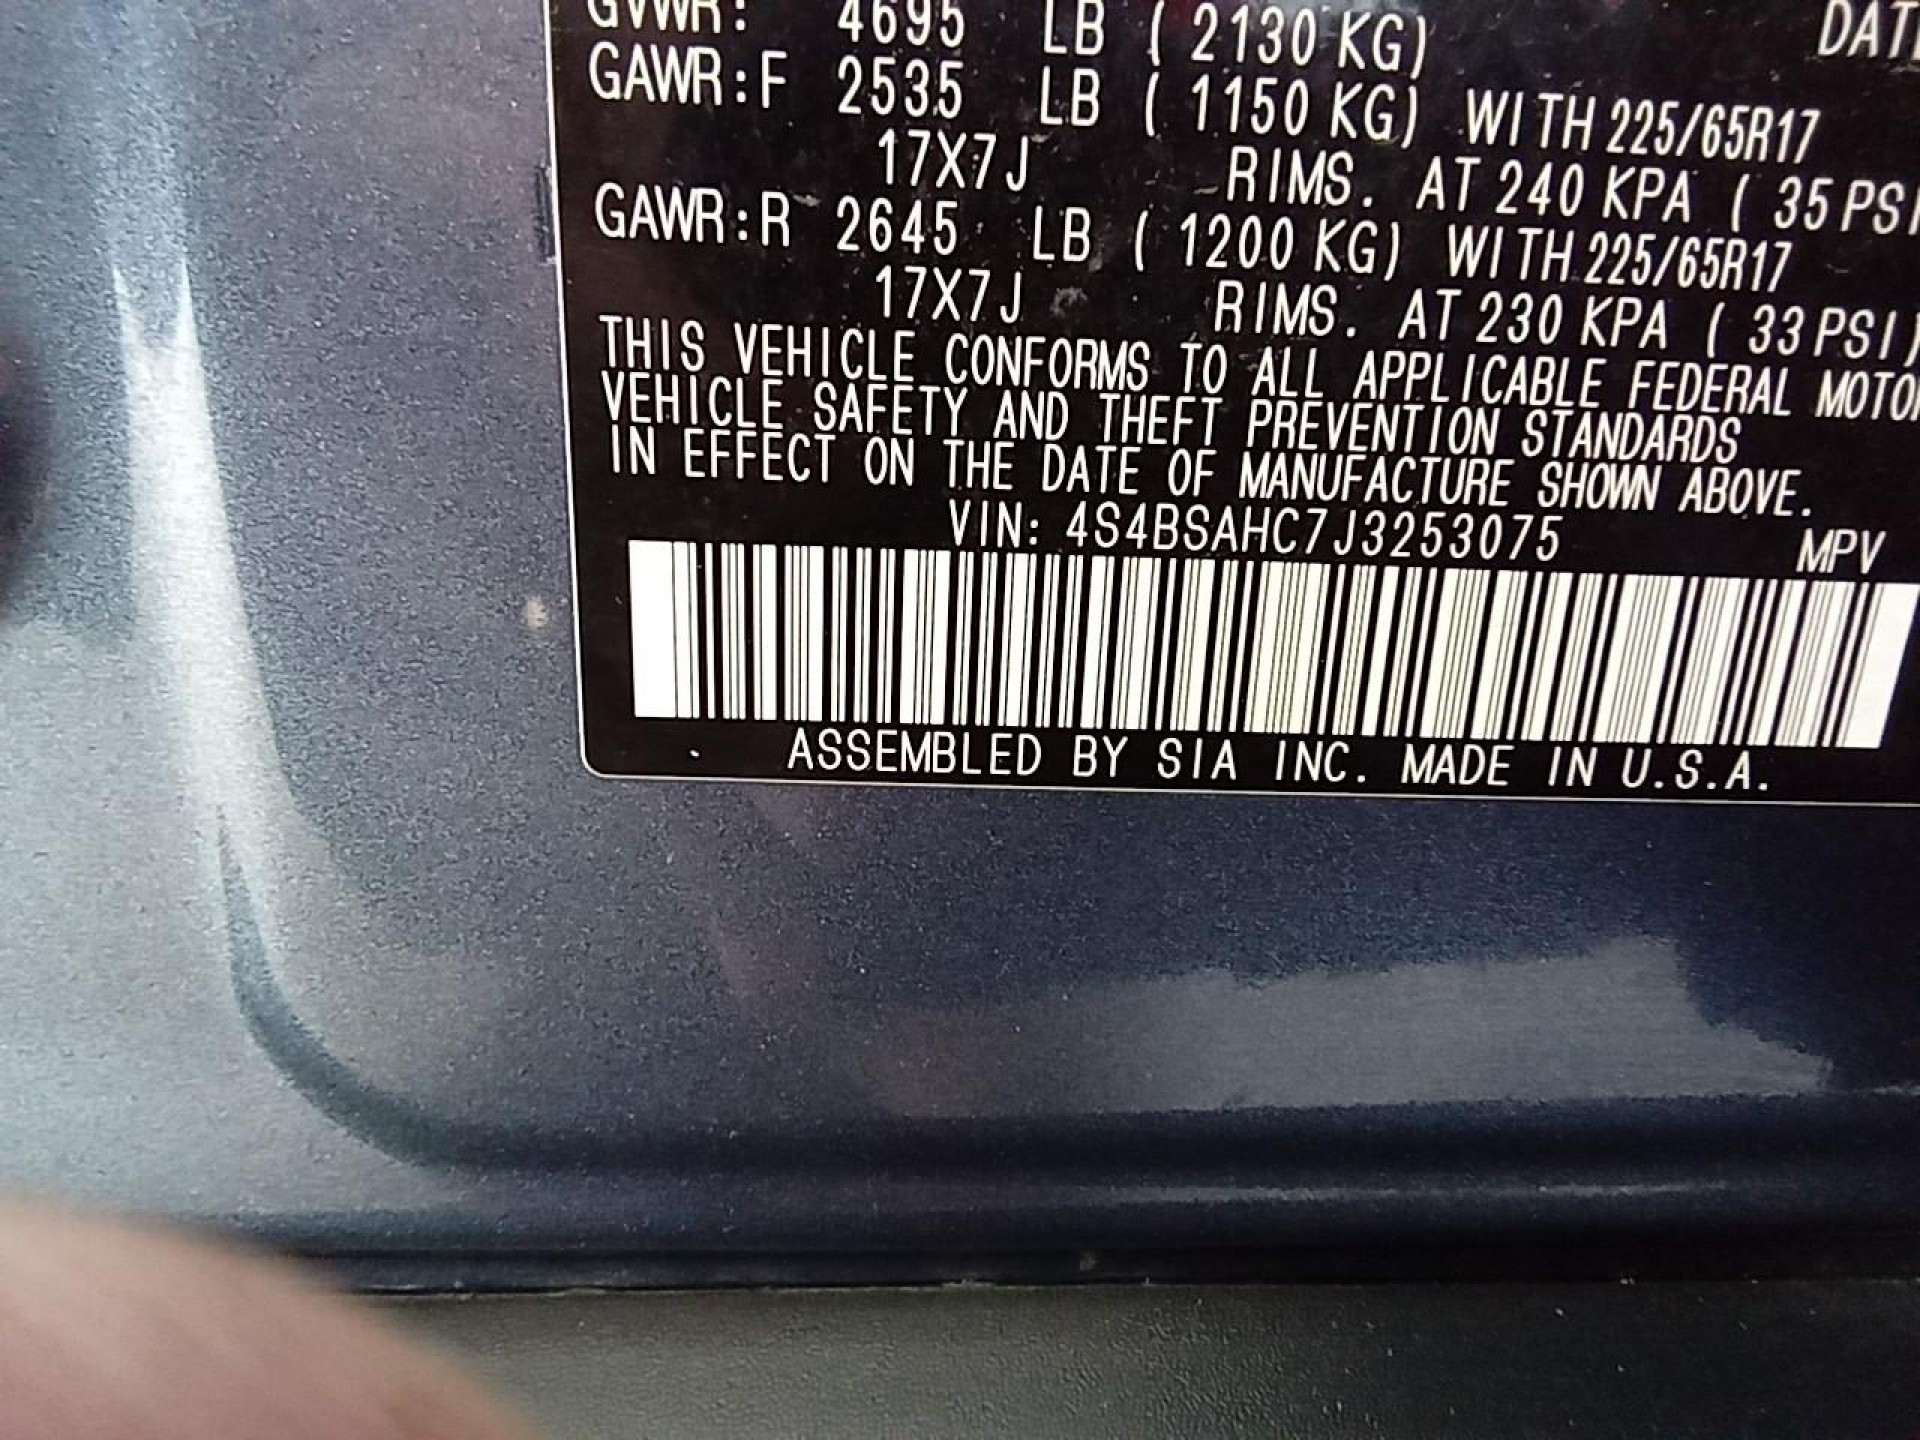 GVWR: 4695 LB ( 2130 KG)
GAWR:F 2535 LB ( 1150 KG) WITH 225/65R17
17X7J RIMS. AT 240 KPA ( 35 PSI
GAWR:R 2645 LB ( 1200 KG) WITH 225/65R17
17X7J RIMS. AT 230 KPA ( 33 PSI)
THIS VEHICLE CONFORMS TO ALL APPLICABLE FEDERAL MOTOR
VEHICLE SAFETY AND THEFT PREVENTION STANDARDS
IN EFFECT ON THE DATE OF MANUFACTURE SHOWN ABOVE.
VIN: 4S4BSAHC7J3253075 MPV
ASSEMBLED BY SIA INC. MADE IN U.S.A.